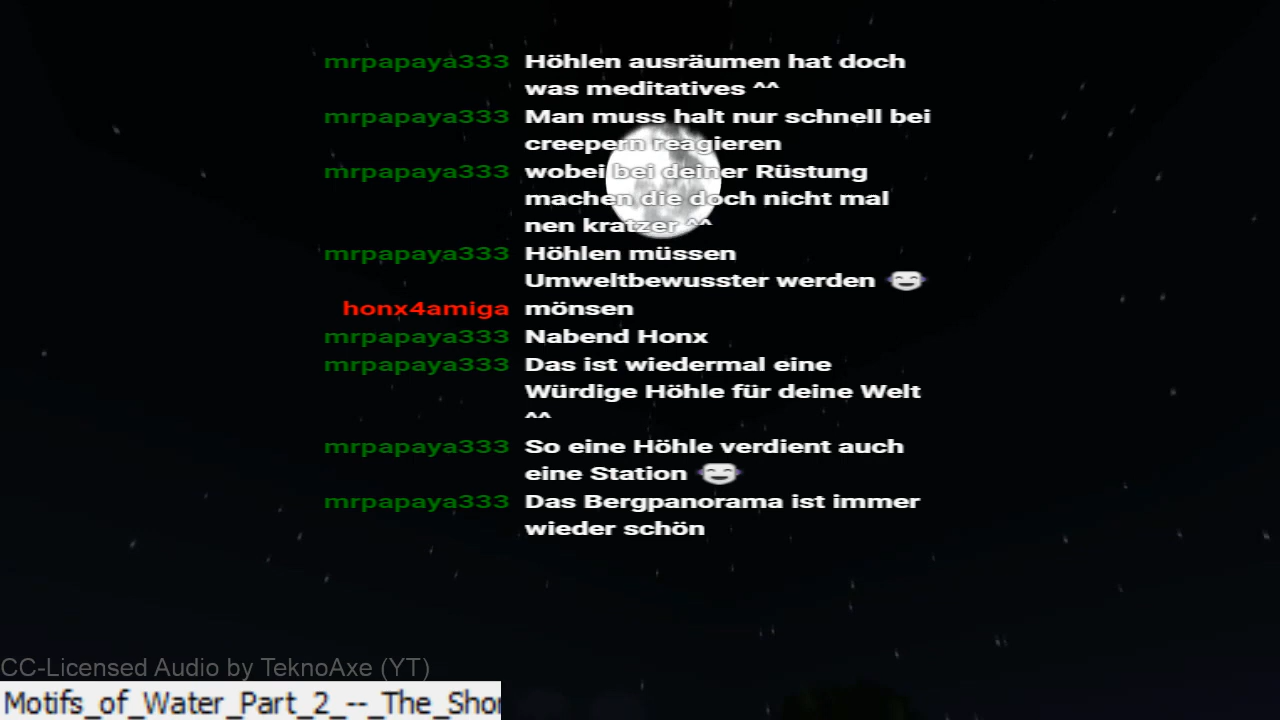 mrpapaya333 Höhlen ausräumen hat doch
was meditatives ^^
mrpapaya333 Man muss halt nur schnell bei
creepern reagieren
mrpapaya333 wobei bei deiner Rüstung
machen die doch nicht mal
nen kratzer ^^
mrpapaya333 Höhlen müssen
Umweltbewusster werden
honx4amiga mönsen
mrpapaya333 Nabend Honx
mrpapaya333 Das ist wiedermal eine
Würdige Höhle für deine Welt
^^
mrpapaya333 So eine Höhle verdient auch
eine Station
mrpapaya333 Das Bergpanorama ist immer
wieder schön
CC-Licensed Audio by TeknoAxe (YT)
Motifs_of_Water_Part_2_--_The_Shor